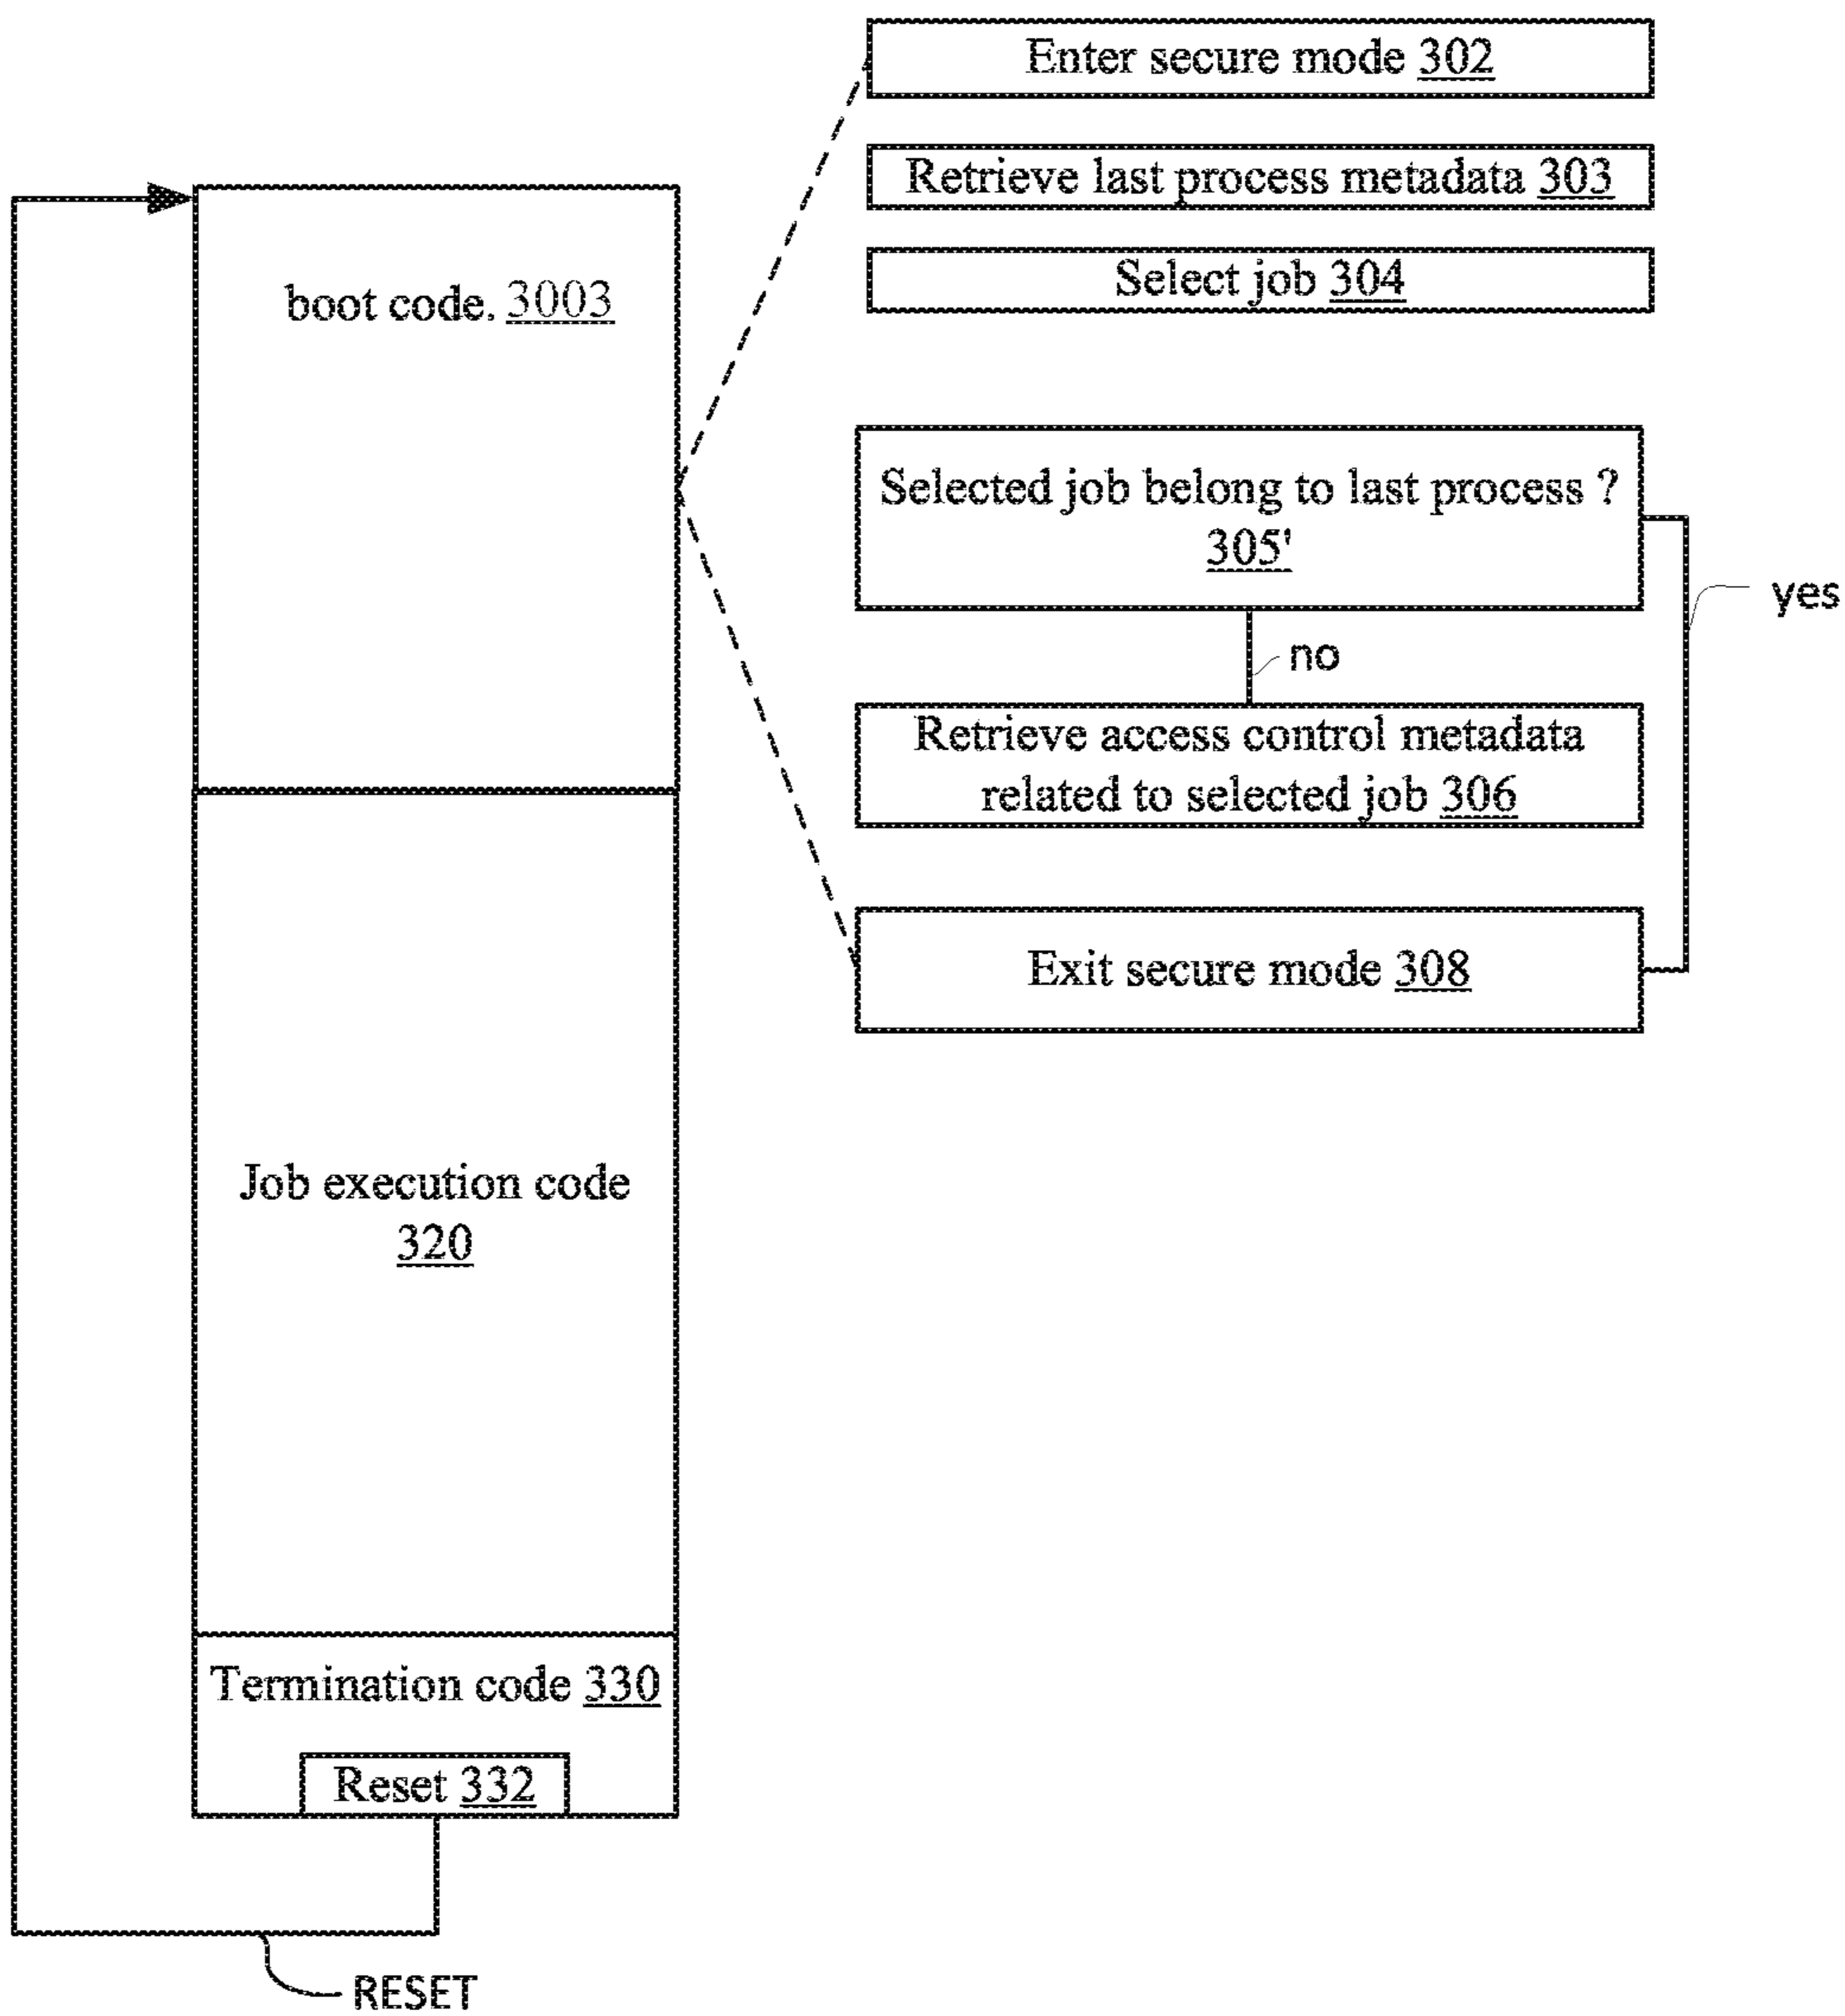 Enter secure mode 302
Retrieve last process metadata 303
Select job 304
boot code. 3003
Selected job belong to last process ?
305'
yes
no
Retrieve access control metadata
related to selected job 306
Exit secure mode 308
Job execution code
320
Termination code 330
Reset 332
RESET